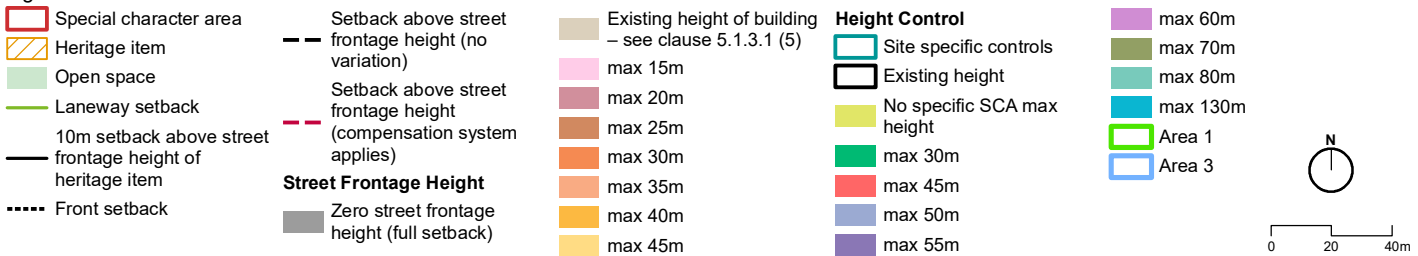 Special character area
Heritage item
Open space
Laneway setback
10m setback above street
frontage height of
heritage item
Front setback
Setback above street
frontage height (no
variation)
Setback above street
frontage height
(compensation system
applies)
Street Frontage Height
Zero street frontage
height (full setback)
Existing height of building
– see clause 5.1.3.1 (5)
max 15m
max 20m
max 25m
max 30m
max 35m
max 40m
max 45m
Height Control
Site specific controls
Existing height
No specific SCA max
height
max 30m
max 45m
max 50m
max 55m
max 60m
max 70m
max 80m
max 130m
Area 1
Area 3
N
0 20 40m